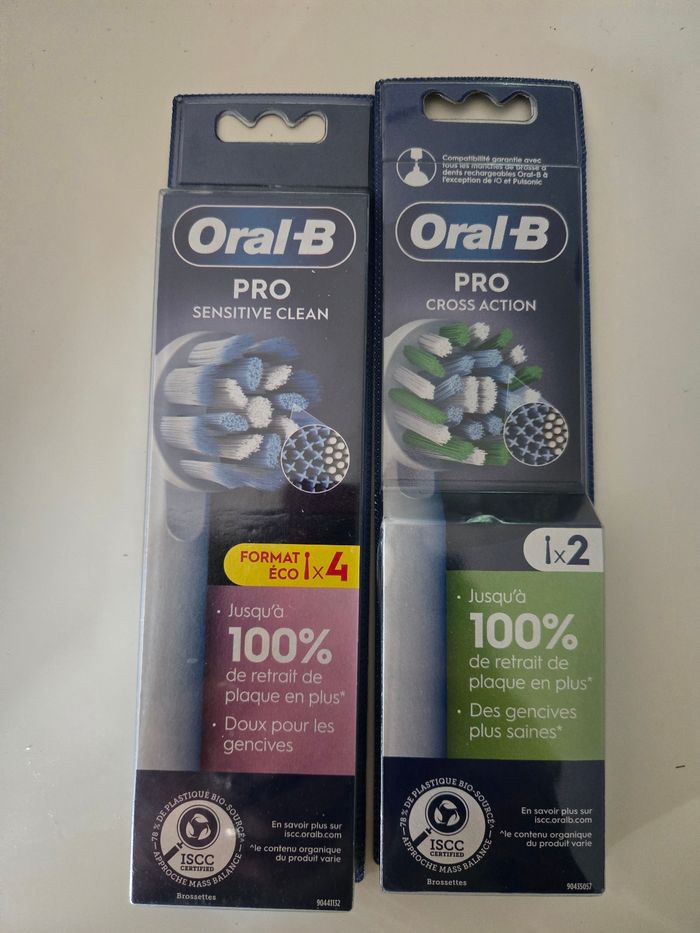 Oral-B
PRO
SENSITIVE CLEAN
FORMAT
ÉCO x4
· Jusqu'à
100%
de retrait de
plaque en plus*
· Doux pour les
gencives
78 % DE PLASTIQUE BIO-SOURCÉ^
APPROCHE MASS BALANCE
ISCC
CERTIFIED
En savoir plus sur
iscc.oralb.com
^le contenu organique
du produit varie
Brossettes
90441132
Compatibilité garantie avec
tous les manches de brosse à
dents rechargeables Oral-B à
l'exception de iO et Pulsonic
Oral-B
PRO
CROSS ACTION
x2
· Jusqu'à
100%
de retrait de
plaque en plus*
· Des gencives
plus saines*
78 % DE PLASTIQUE BIO-SOURCÉ^
APPROCHE MASS BALANCE
ISCC
CERTIFIED
En savoir plus sur
iscc.oralb.com
^le contenu organique
du produit varie
Brossettes
90435057